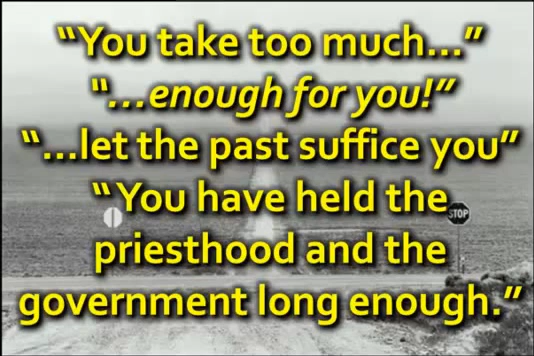 “You take too much...”
“...enough for you!”
“...let the past suffice you”
“You have held the
STOP
priesthood and the
government long enough.”